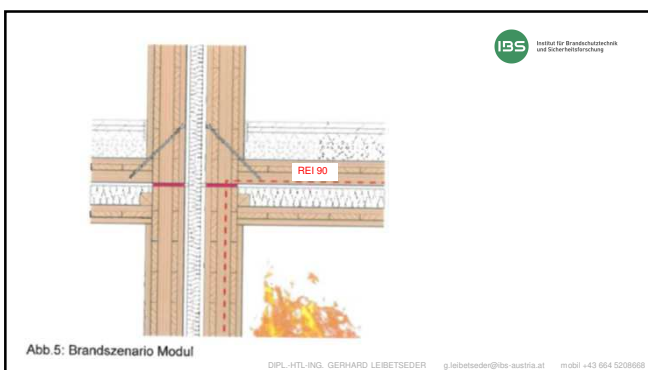 IBS
Institut für Brandschutztechnik
und Sicherheitsforschung
REI 90
Abb.5: Brandszenario Modul
DIPL.-HTL-ING. GERHARD LEIBETSEDER g.leibetseder@ibs-austria.at mobil +43 664 5208668